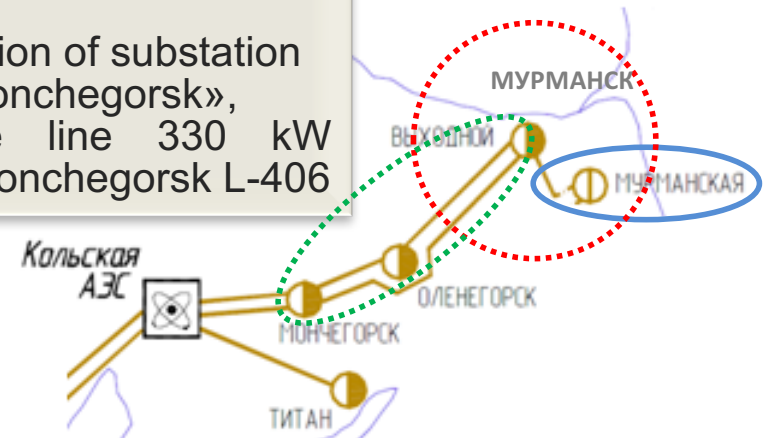 ion of substation
onchegorsk»,
line 330 kW
onchegorsk L-406
МУРМАНСК
ВЫХОДНОЙ
МУРМАНСКАЯ
Кольская
АЭС
ОЛЕНЕГОРСК
МОНЧЕГОРСК
ТИТАН